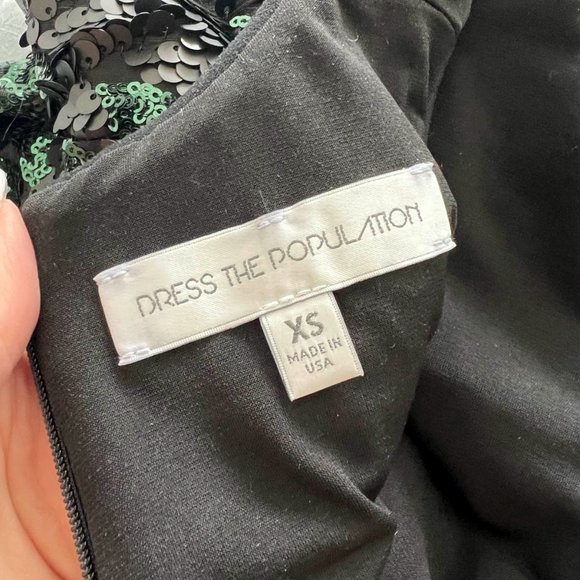 DRESS THE POPULATION
XS
MADE IN
USA